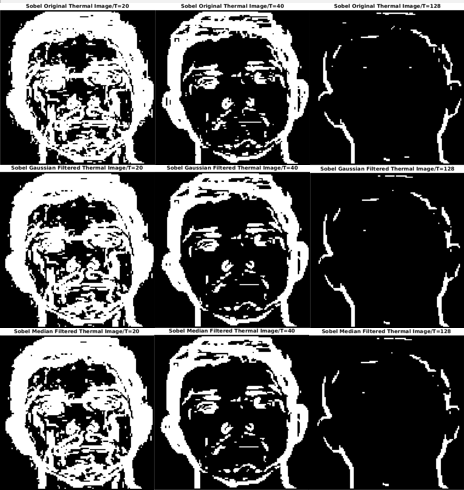 Sobel Original Thermal Image/T=20
Sobel Original Thermal Image/T=40
Sobel Original Thermal Image/T=128
Sobel Gaussian Filtered Thermal Image/T=20
Sobel Gaussian Filtered Thermal Image/T=40
Sobel Gaussian Filtered Thermal Image/T=128
Sobel Median Filtered Thermal Image/T=20
Sobel Median Filtered Thermal Image/T=40
Sobel Median Filtered Thermal Image/T=128